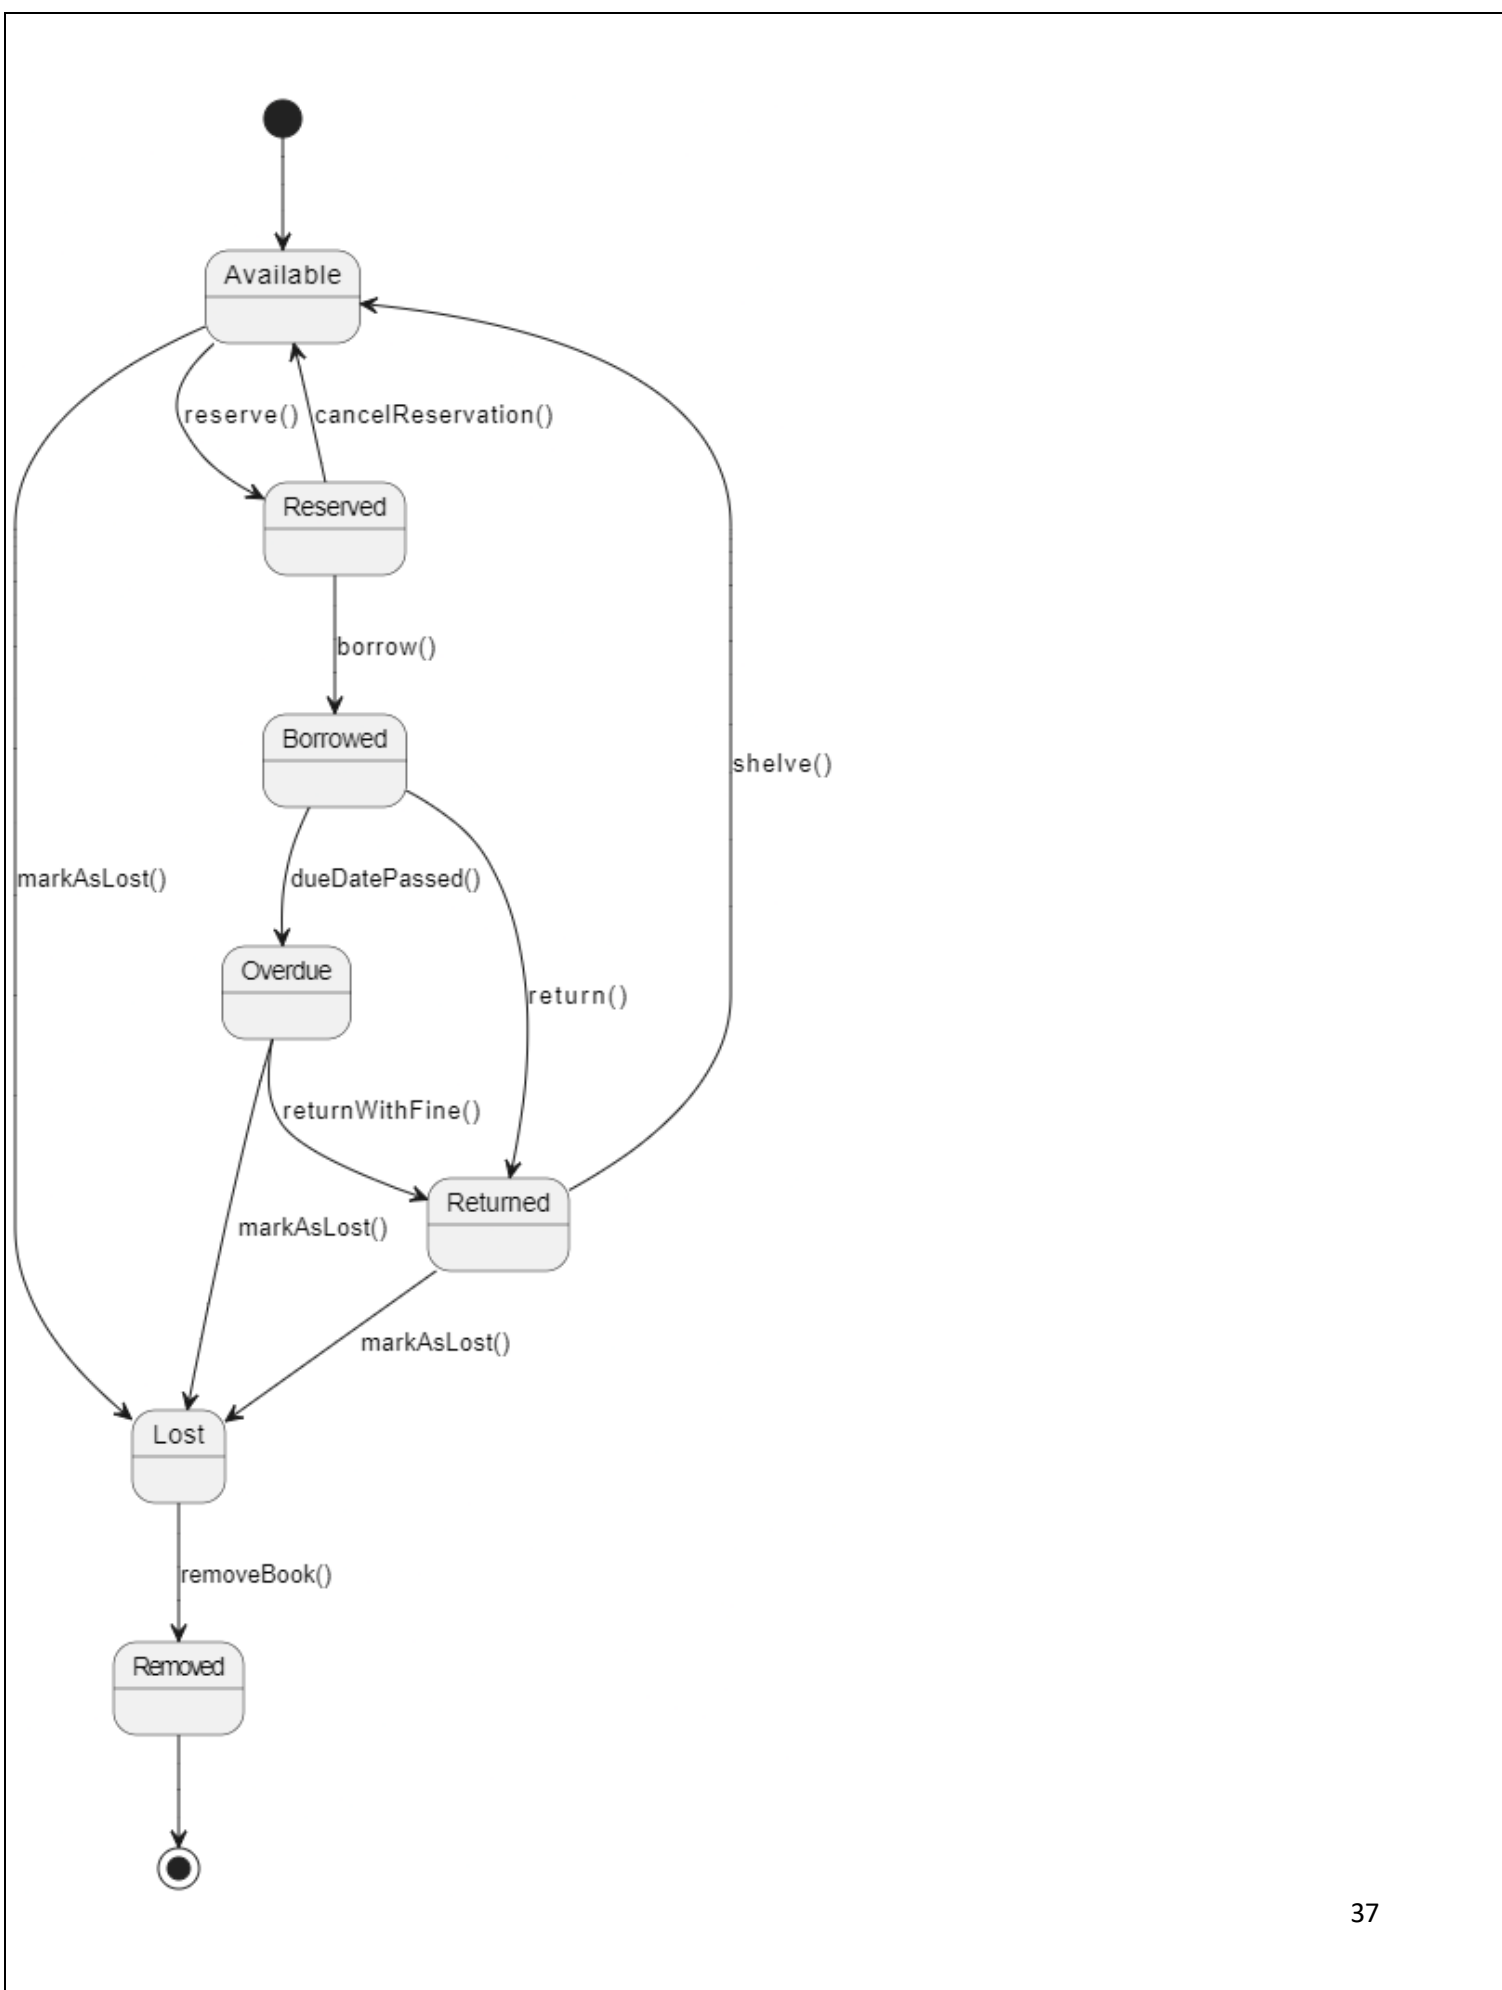 Available
reserve()
cancelReservation()
Reserved
borrow()
Borrowed
shelve()
markAsLost()
dueDatePassed()
Overdue
return()
returnWithFine()
Returned
markAsLost()
markAsLost()
Lost
removeBook()
Removed
37